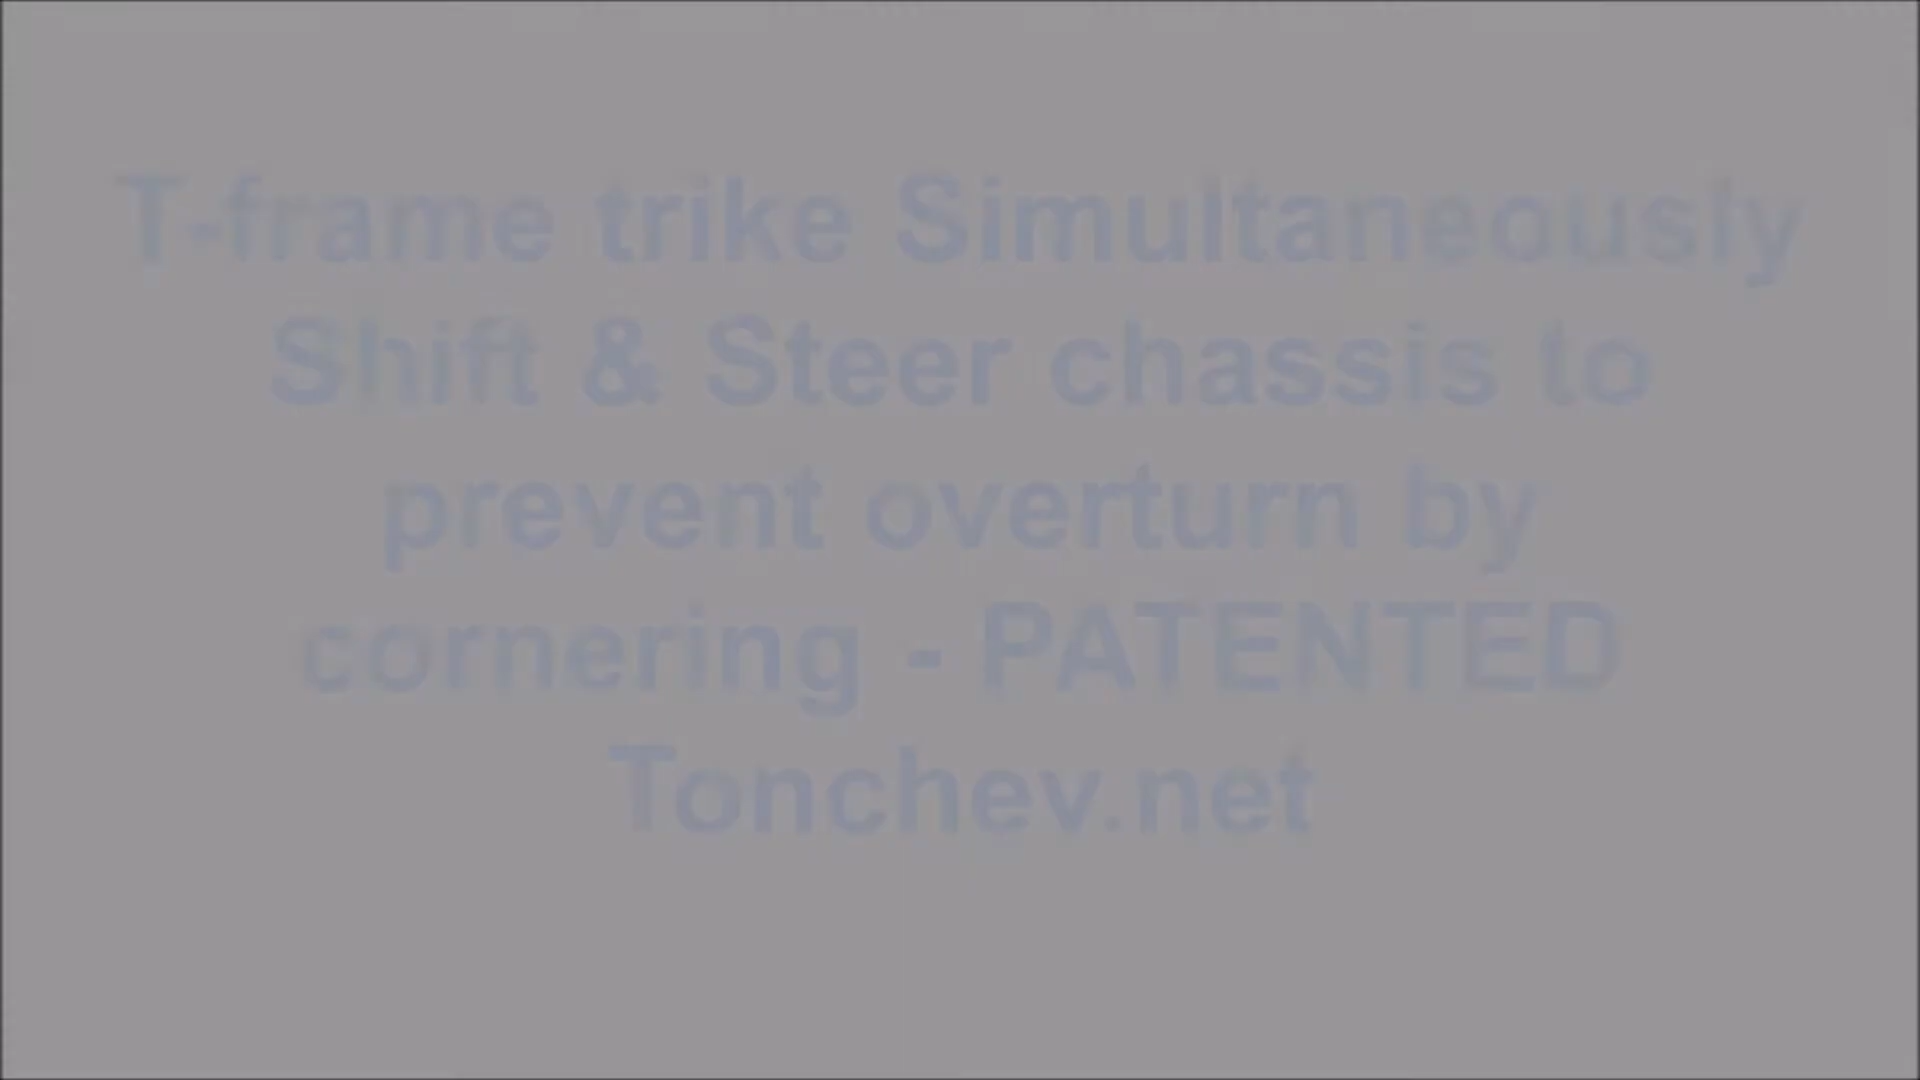 T-frame trike Simultaneously
Shift & Steer chassis to
prevent overturn by
cornering - PATENTED
Tonchev.net